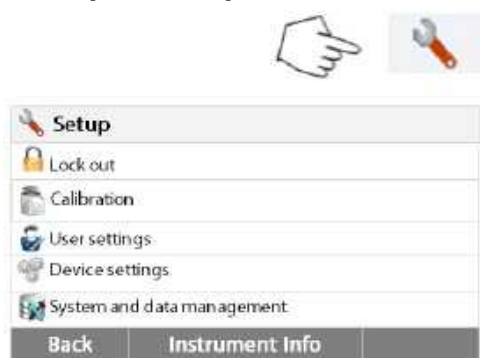 Setup
Lock out
Calibration
User settings
Device settings
System and data management
Back Instrument Info